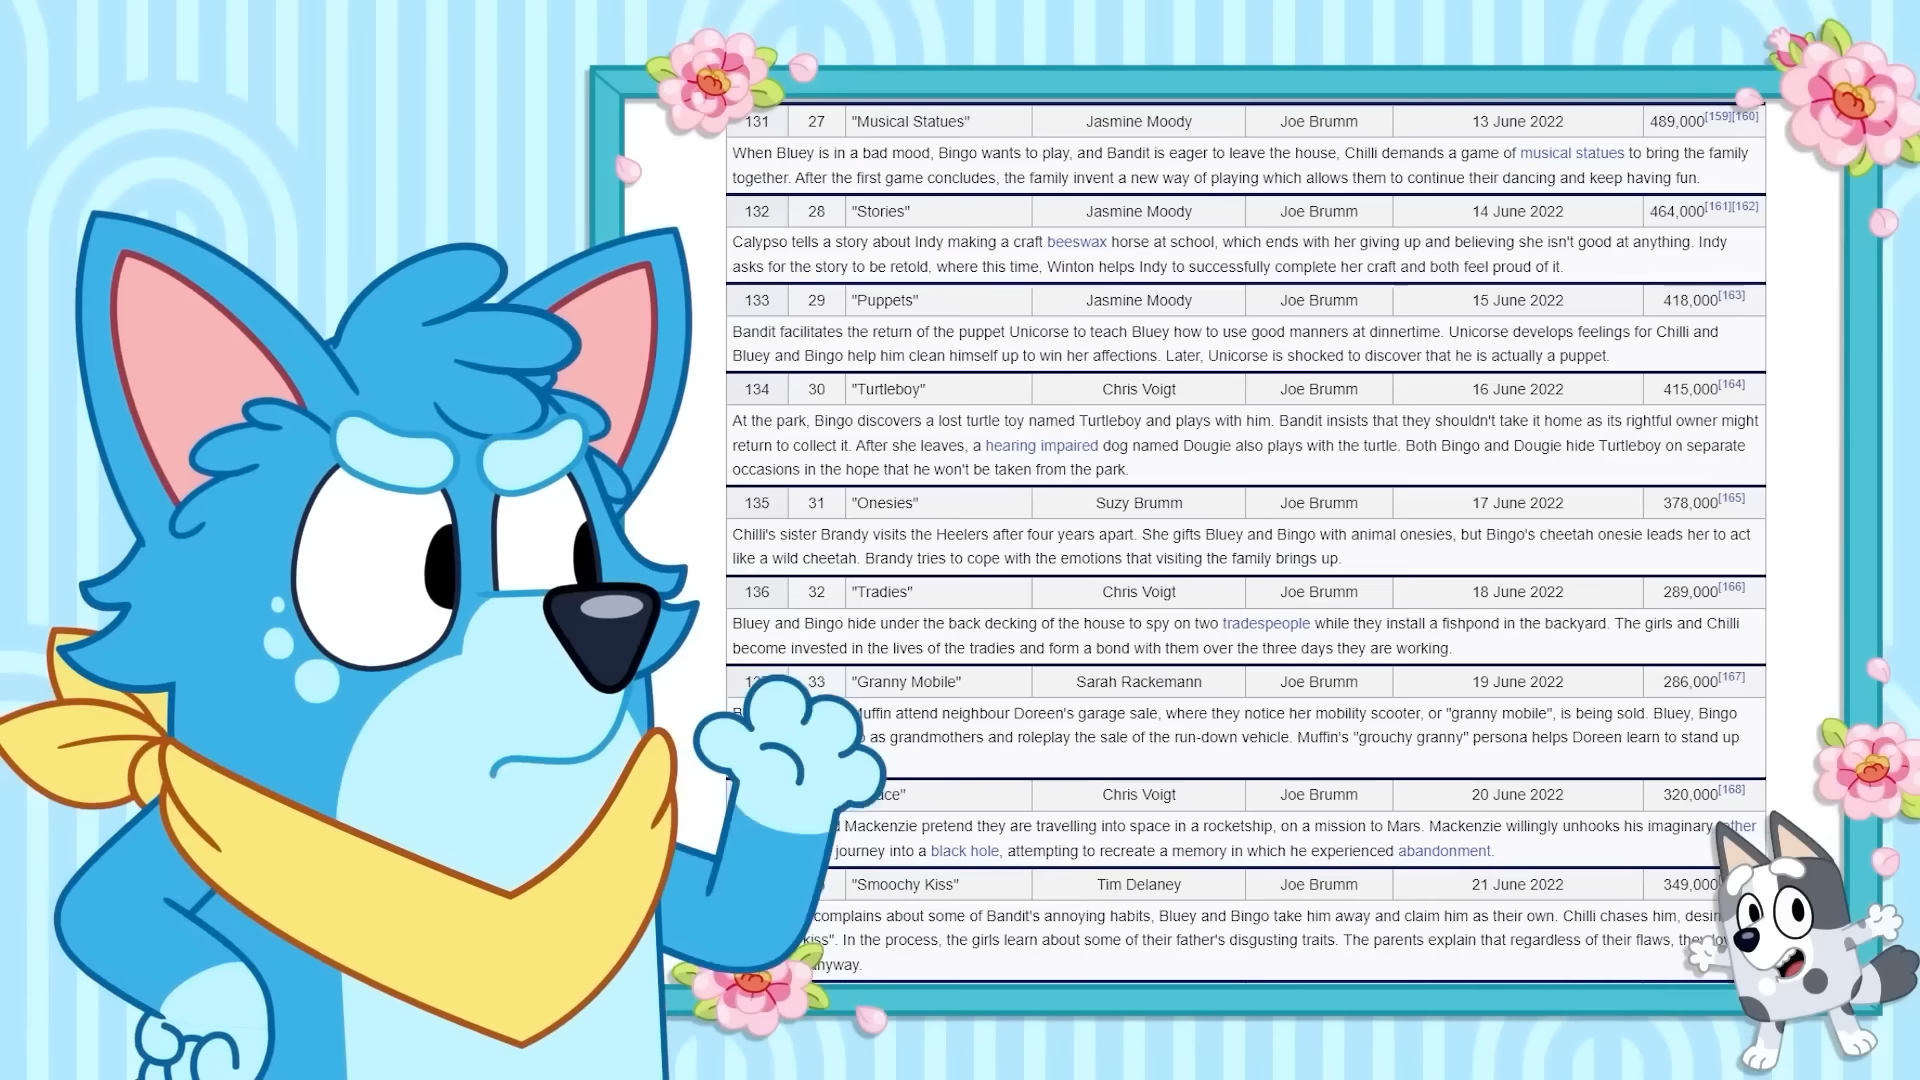 131 27 "Musical Statues" Jasmine Moody Joe Brumm 13 June 2022 489,000[159][160]
When Bluey is in a bad mood, Bingo wants to play, and Bandit is eager to leave the house, Chilli demands a game of musical statues to bring the family
together. After the first game concludes, the family invent a new way of playing which allows them to continue their dancing and keep having fun.
132 28 "Stories" Jasmine Moody Joe Brumm 14 June 2022 464,000[161][162]
Calypso tells a story about Indy making a craft beeswax horse at school, which ends with her giving up and believing she isn't good at anything. Indy
asks for the story to be retold, where this time, Winton helps Indy to successfully complete her craft and both feel proud of it.
133 29 "Puppets" Jasmine Moody Joe Brumm 15 June 2022 418,000[163]
Bandit facilitates the return of the puppet Unicorse to teach Bluey how to use good manners at dinnertime. Unicorse develops feelings for Chilli and
Bluey and Bingo help him clean himself up to win her affections. Later, Unicorse is shocked to discover that he is actually a puppet.
134 30 "Turtleboy" Chris Voigt Joe Brumm 16 June 2022 415,000[164]
At the park, Bingo discovers a lost turtle toy named Turtleboy and plays with him. Bandit insists that they shouldn't take it home as its rightful owner might
return to collect it. After she leaves, a hearing impaired dog named Dougie also plays with the turtle. Both Bingo and Dougie hide Turtleboy on separate
occasions in the hope that he won't be taken from the park.
135 31 "Onesies" Suzy Brumm Joe Brumm 17 June 2022 378,000[165]
Chilli's sister Brandy visits the Heelers after four years apart. She gifts Bluey and Bingo with animal onesies, but Bingo's cheetah onesie leads her to act
like a wild cheetah. Brandy tries to cope with the emotions that visiting the family brings up.
136 32 "Tradies" Chris Voigt Joe Brumm 18 June 2022 289,000[166]
Bluey and Bingo hide under the back decking of the house to spy on two tradespeople while they install a fishpond in the backyard. The girls and Chilli
become invested in the lives of the tradies and form a bond with them over the three days they are working.
33 "Granny Mobile" Sarah Rackemann Joe Brumm 19 June 2022 286,000[167]
Muffin attend neighbour Doreen's garage sale, where they notice her mobility scooter, or "granny mobile", is being sold. Bluey, Bingo
as grandmothers and roleplay the sale of the run-down vehicle. Muffin's "grouchy granny" persona helps Doreen learn to stand up
Chris Voigt Joe Brumm 20 June 2022 320,000[168]
Mackenzie pretend they are travelling into space in a rocketship, on a mission to Mars. Mackenzie willingly unhooks his imaginary
journey into a black hole, attempting to recreate a memory in which he experienced abandonment.
"Smoochy Kiss" Tim Delaney Joe Brumm 21 June 2022 349,000
complains about some of Bandit's annoying habits, Bluey and Bingo take him away and claim him as their own. Chilli chases him,
kiss". In the process, the girls learn about some of their father's disgusting traits. The parents explain that regardless of their flaws,